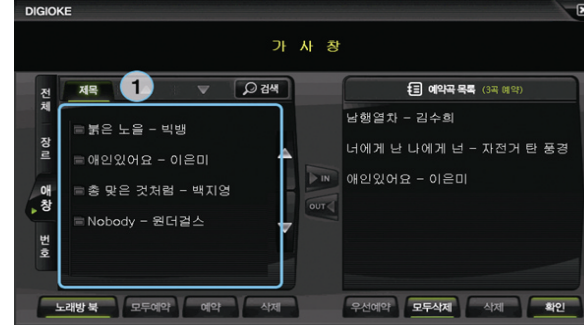 DIGIOKE
가 사 창
제목
1
검색
예약곡 목록 (3곡 예약)
전체
장르
애창
번호
붉은 노을 – 빅뱅
애인있어요 – 이은미
총 맞은 것처럼 – 백지영
Nobody – 원더걸스
IN
OUT
남행열차 – 김수희
너에게 난 나에게 넌 – 자전거 탄 풍경
애인있어요 – 이은미
노래방 북
모두예약
예약
삭제
우선예약
모두삭제
삭제
확인